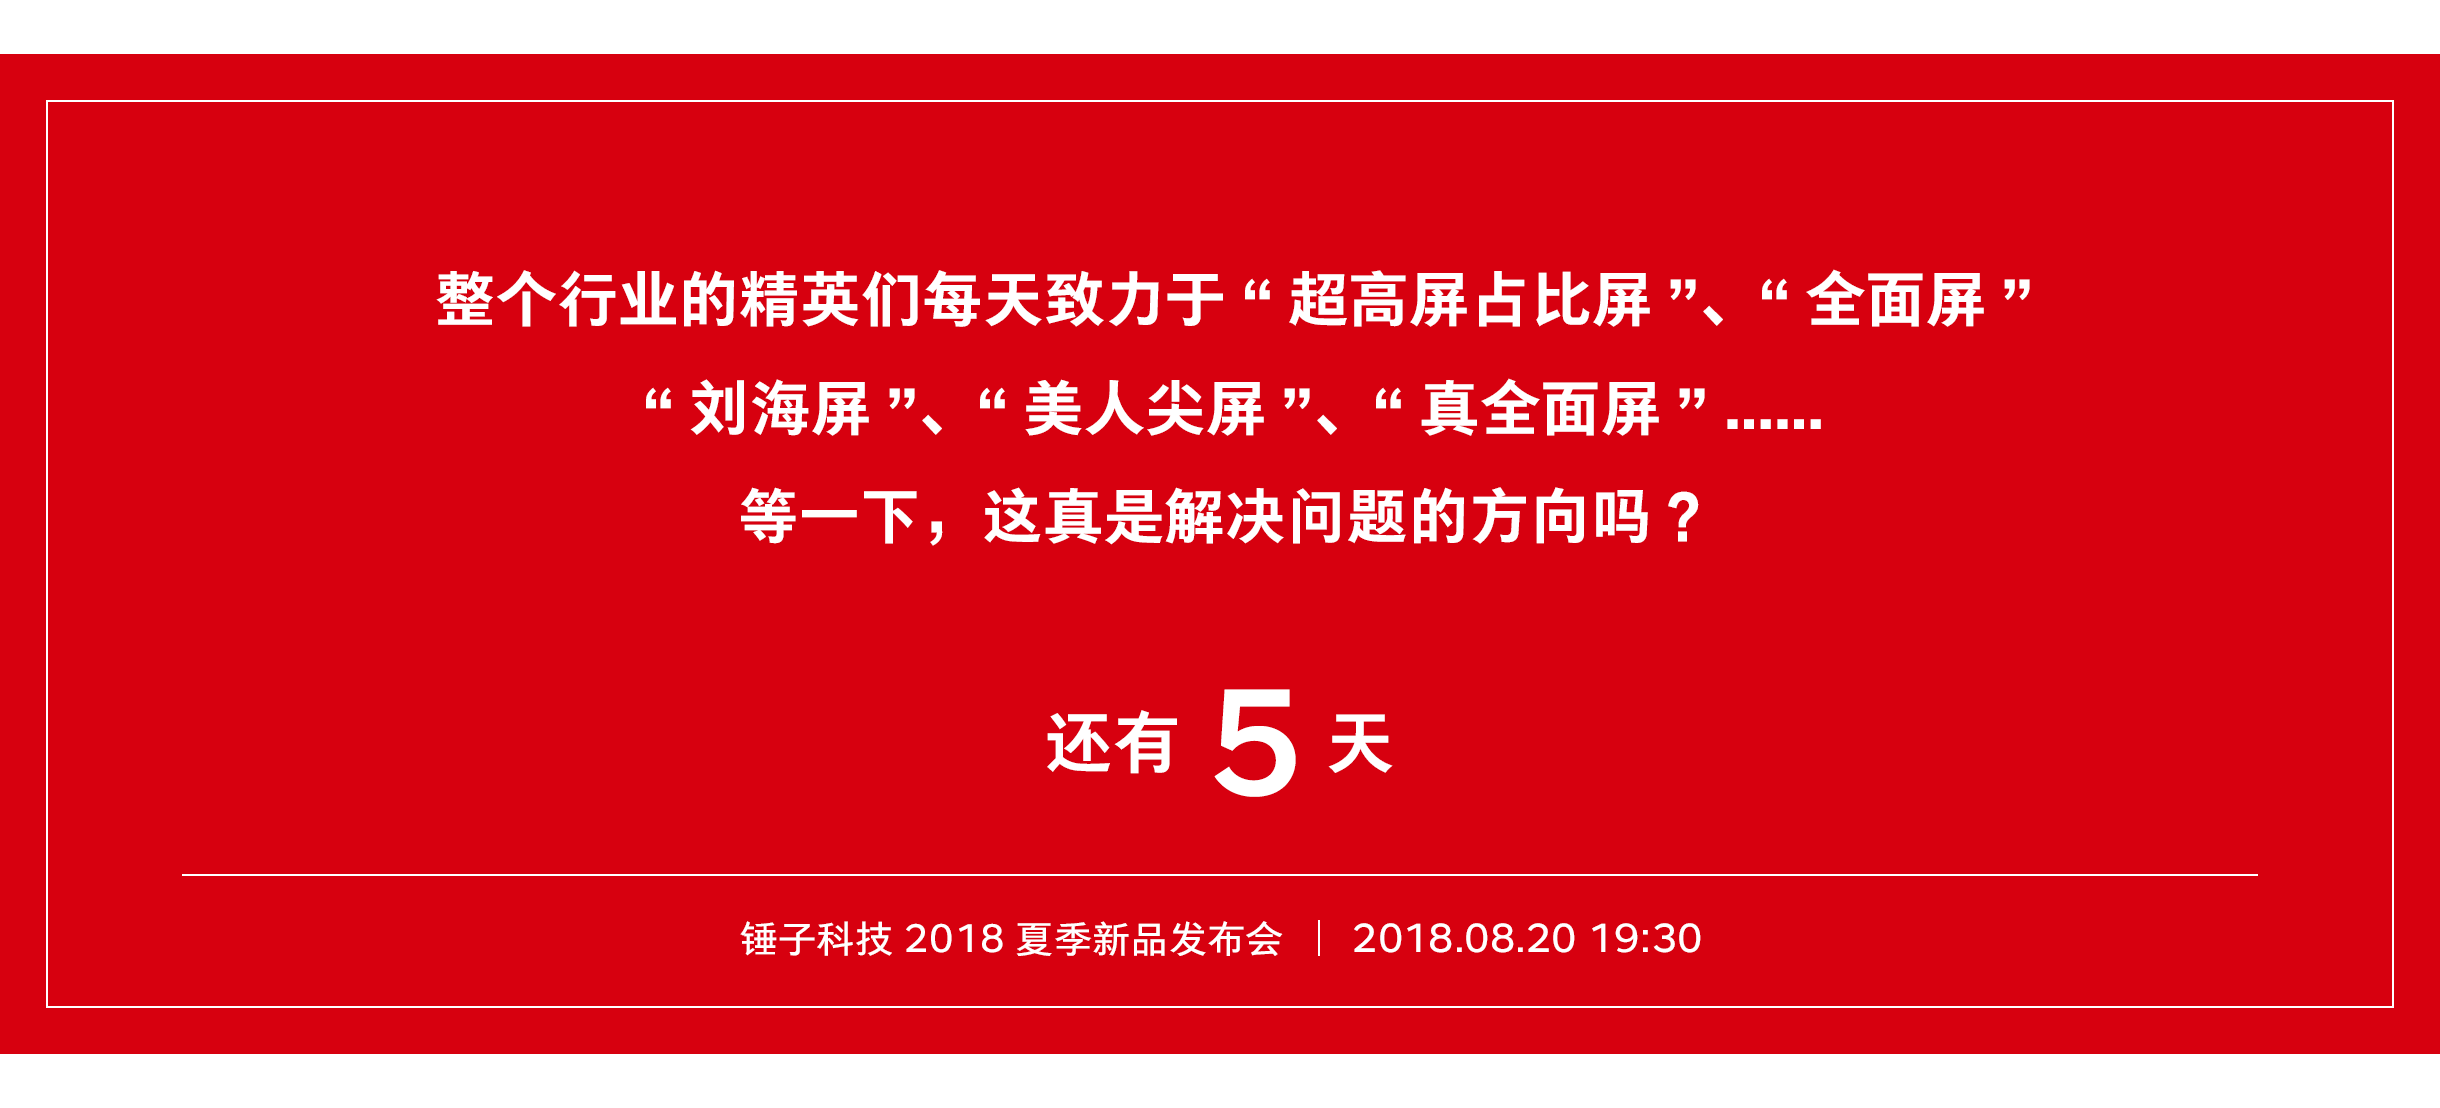 整个行业的精英们每天致力于 “ 超高屏占比屏 ”、“ 全面屏 ”
“ 刘海屏 ”、“ 美人尖屏 ”、“ 真全面屏 ” ......
等一下，这真是解决问题的方向吗？
还有 5 天
锤子科技 2018 夏季新品发布会 | 2018.08.20 19:30